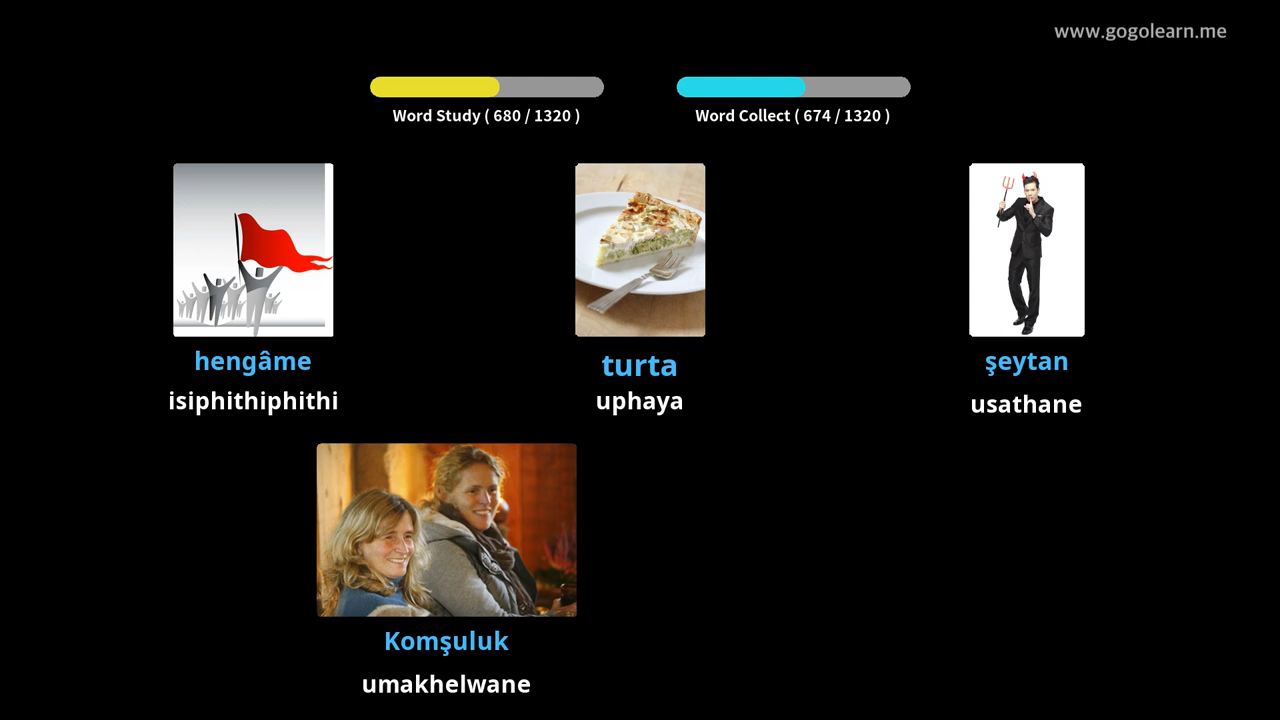 www.gogolearn.me
Word Study ( 680 / 1320 )
Word Collect ( 674 / 1320 )
hengâme
isiphithiphithi
turta
uphaya
şeytan
usathane
Komşuluk
umakhelwane